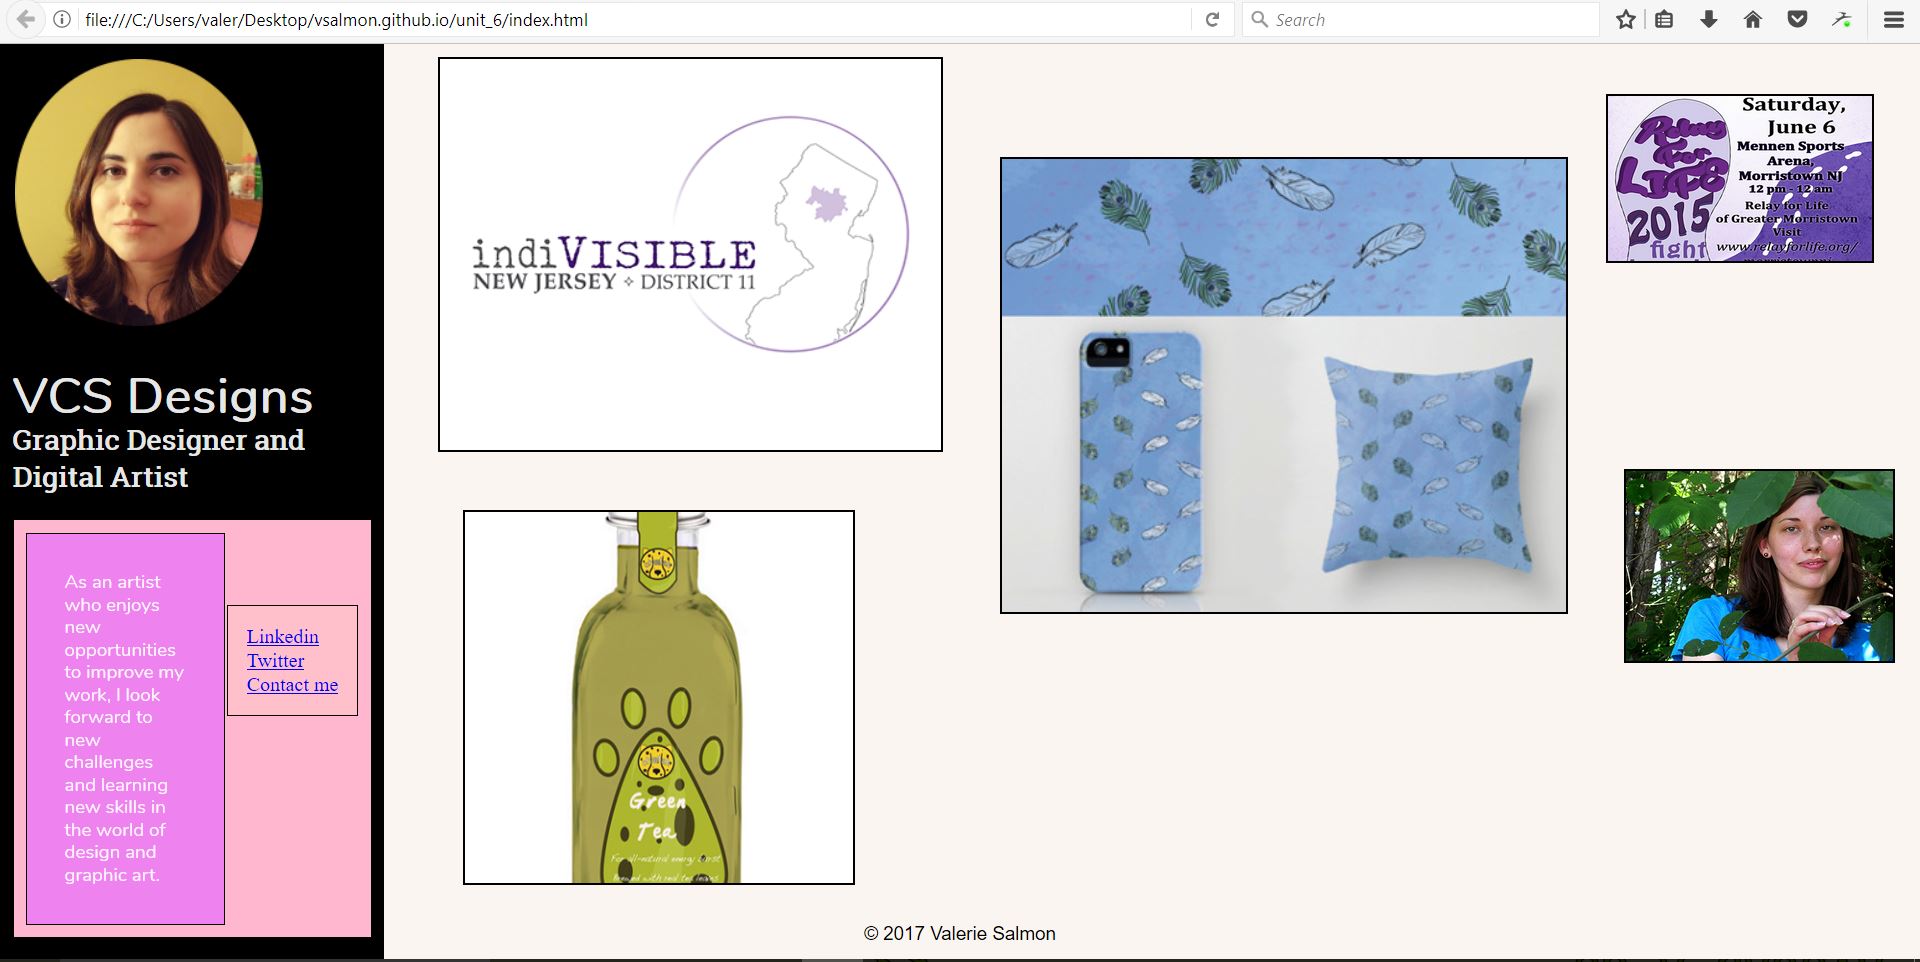 file:///C:/Users/valer/Desktop/vsalmon.github.io/unit_6/index.html
Search
VCS Designs
Graphic Designer and
Digital Artist
As an artist
who enjoys
new
opportunities
to improve my
work, I look
forward to
new
challenges
and learning
new skills in
the world of
design and
graphic art.
Linkedin
Twitter
Contact me
indiVISIBLE
NEW JERSEY ✧ DISTRICT 11
Green
Tea
For all-natural energy burst
Brewed with real tea leaves
Relay
For
LIFE
2015
fight
Saturday,
June 6
Mennen Sports
Arena,
Morristown NJ
12 pm - 12 am
Relay for Life
of Greater Morristown
Visit
www.relayforlife.org/
© 2017 Valerie Salmon